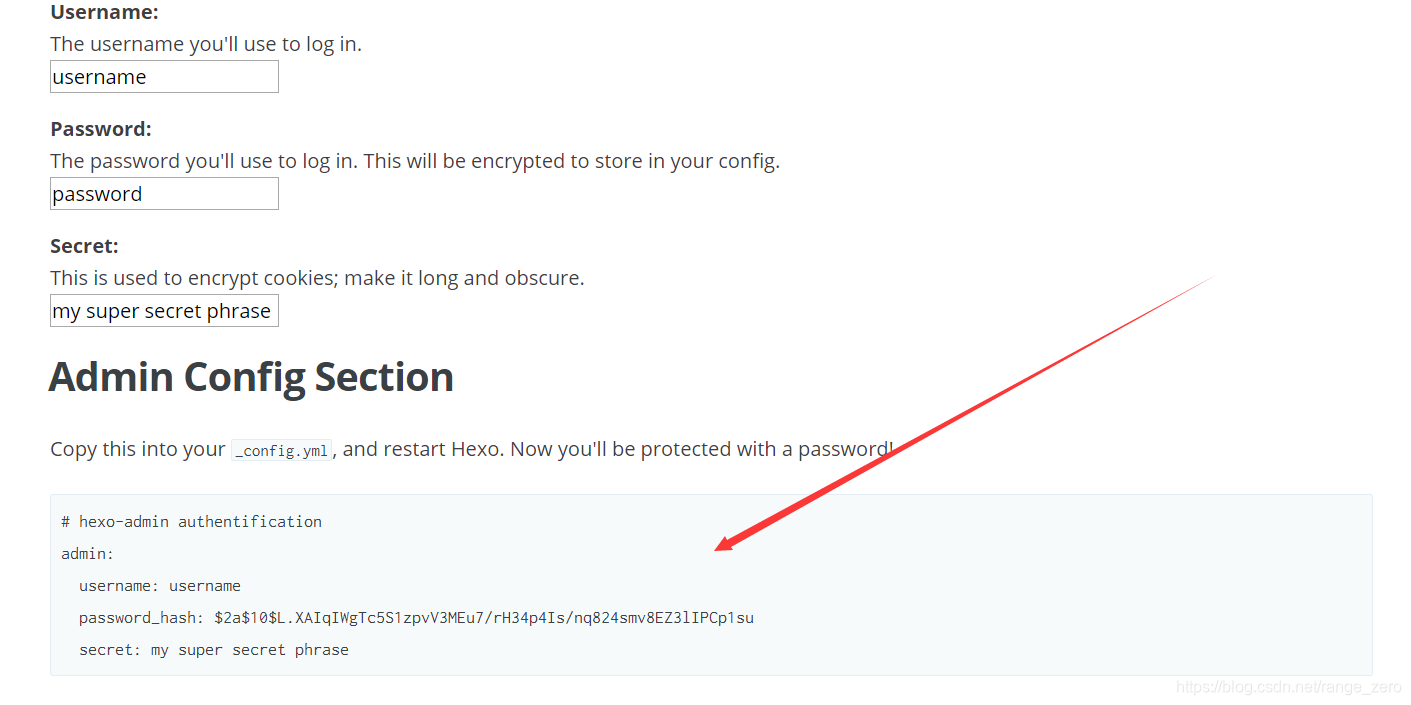 Username:
The username you'll use to log in.
username
Password:
The password you'll use to log in. This will be encrypted to store in your config.
password
Secret:
This is used to encrypt cookies; make it long and obscure.
my super secret phrase
Admin Config Section
Copy this into your _config.yml, and restart Hexo. Now you'll be protected with a password!
# hexo-admin authentification
admin:
  username: username
  password_hash: $2a$10$L.XAIqIWgTc5S1zpvV3MEu7/rH34p4Is/nq824smv8EZ3lIPCp1su
  secret: my super secret phrase
https://blog.csdn.net/range_zero